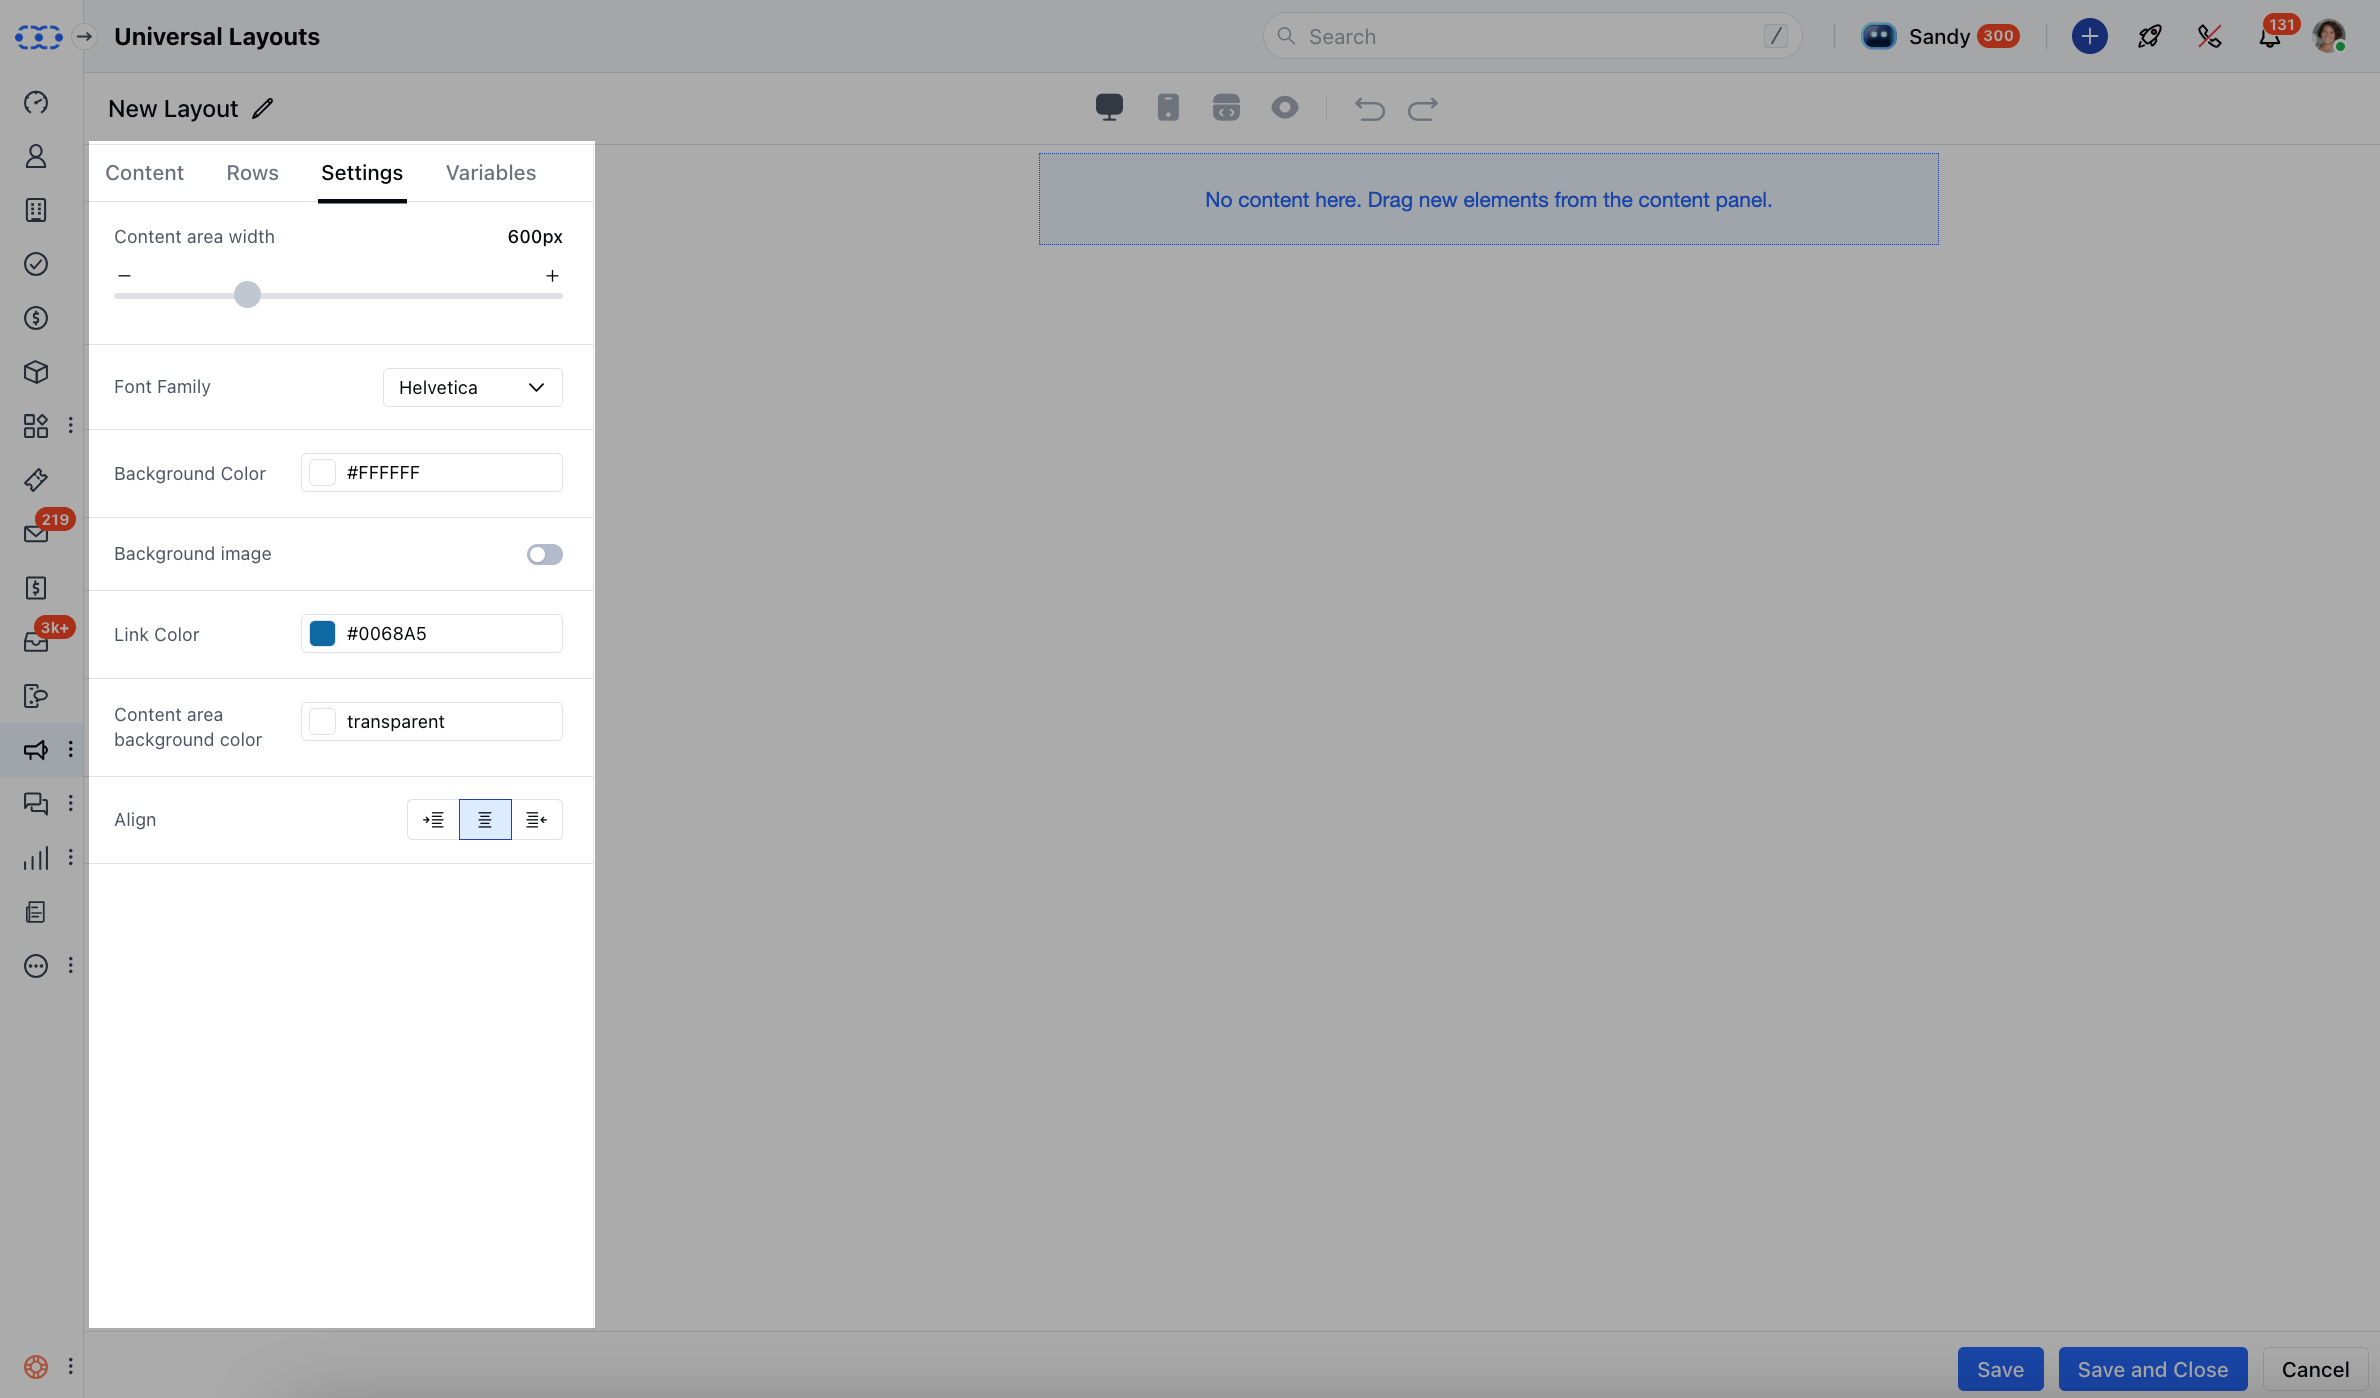 Universal Layouts
Search
/
Sandy 300
131
New Layout
Content Rows Settings Variables
Content area width 600px
Font Family Helvetica
Background Color #FFFFFF
Background image
Link Color #0068A5
Content area
background color
transparent
Align
No content here. Drag new elements from the content panel.
219
3k+
Save
Save and Close
Cancel